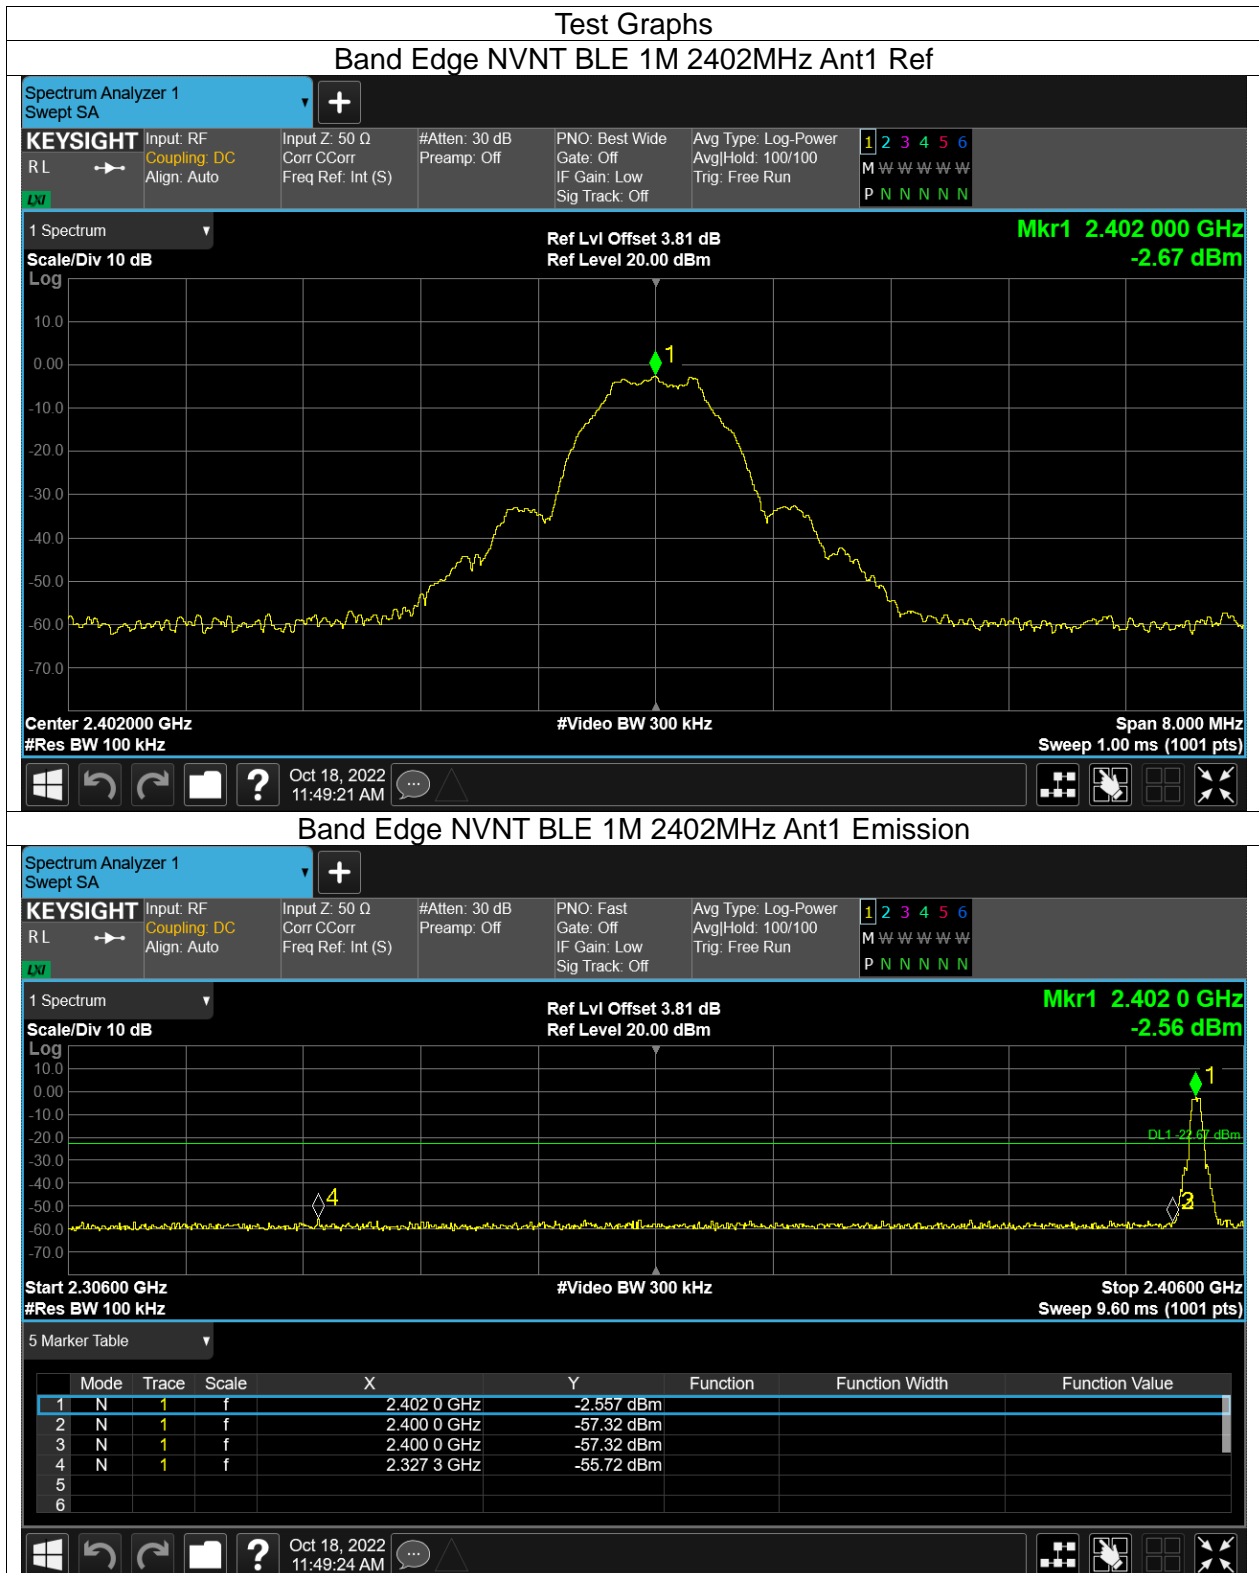 Test Graphs
Band Edge NVNT BLE 1M 2402MHz Ant1 Ref
Spectrum Analyzer 1
Swept SA
KEYSIGHT Input: RF Input Z: 50 Ω #Atten: 30 dB PNO: Best Wide Avg Type: Log-Power 1 2 3 4 5 6
RL Coupling: DC Corr CCorr Preamp: Off Gate: Off Avg|Hold: 100/100 M W W W W W
Align: Auto Freq Ref: Int (S) IF Gain: Low Trig: Free Run
LXI Sig Track: Off P N N N N N
1 Spectrum Ref Lvl Offset 3.81 dB Mkr1 2.402 000 GHz
Scale/Div 10 dB Ref Level 20.00 dBm -2.67 dBm
Log
10.0
1
0.00
-10.0
-20.0
-30.0
-40.0
-50.0
-60.0
-70.0
Center 2.402000 GHz #Video BW 300 kHz Span 8.000 MHz
#Res BW 100 kHz Sweep 1.00 ms (1001 pts)
? Oct 18, 2022
11:49:21 AM
Band Edge NVNT BLE 1M 2402MHz Ant1 Emission
Spectrum Analyzer 1
Swept SA
KEYSIGHT Input: RF Input Z: 50 Ω #Atten: 30 dB PNO: Fast Avg Type: Log-Power 1 2 3 4 5 6
RL Coupling: DC Corr CCorr Preamp: Off Gate: Off Avg|Hold: 100/100 M W W W W W
Align: Auto Freq Ref: Int (S) IF Gain: Low Trig: Free Run
LXI Sig Track: Off P N N N N N
1 Spectrum Ref Lvl Offset 3.81 dB Mkr1 2.402 0 GHz
Scale/Div 10 dB Ref Level 20.00 dBm -2.56 dBm
Log
10.0 1
0.00
-10.0
-20.0 DL1 -22.67 dBm
-30.0
-40.0
-50.0 4
-60.0
-70.0
Start 2.30600 GHz #Video BW 300 kHz Stop 2.40600 GHz
#Res BW 100 kHz Sweep 9.60 ms (1001 pts)
5 Marker Table
Mode Trace Scale X Y Function Function Width Function Value
1 N 1 f 2.402 0 GHz -2.557 dBm
2 N 1 f 2.400 0 GHz -57.32 dBm
3 N 1 f 2.400 0 GHz -57.32 dBm
4 N 1 f 2.327 3 GHz -55.72 dBm
5
6
? Oct 18, 2022
11:49:24 AM